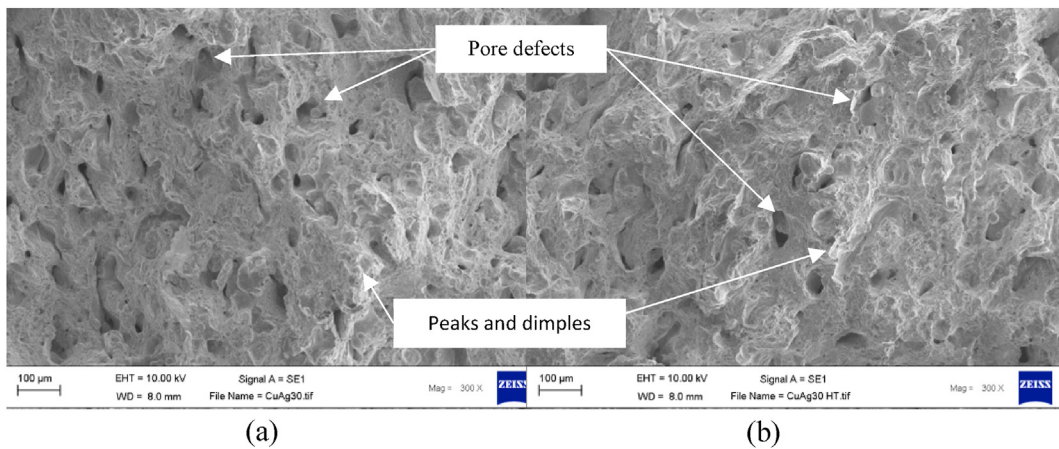 Pore defects
Peaks and dimples
100 µm
EHT = 10.00 kV
Signal A = SE1
Mag = 300 X
ZEISS
WD = 8.0 mm
File Name = CuAg30.tif
100 µm
EHT = 10.00 kV
Signal A = SE1
Mag = 300 X
ZEISS
WD = 8.0 mm
File Name = CuAg30 HT.tif
(a)
(b)